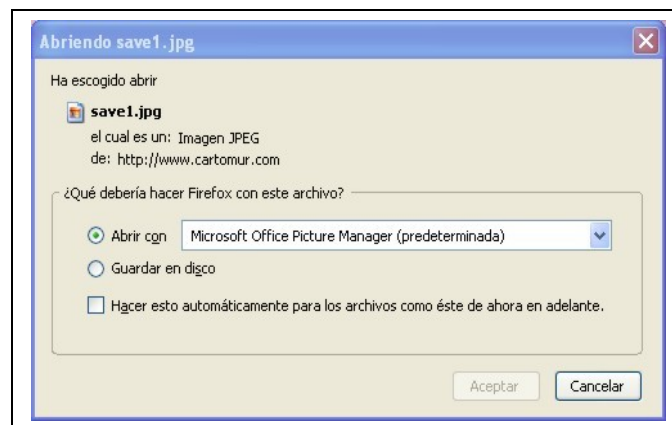 Abriendo save1.jpg
Ha escogido abrir
save1.jpg
el cual es un: Imagen JPEG
de: http://www.cartomur.com
¿Qué debería hacer Firefox con este archivo?
Abrir con Microsoft Office Picture Manager (predeterminada)
Guardar en disco
Hacer esto automáticamente para los archivos como éste de ahora en adelante.
Aceptar Cancelar